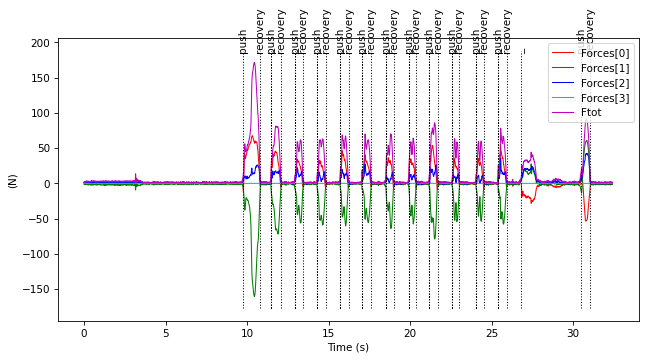 push
recovery
push
recovery
push
recovery
push
recovery
push
recovery
push
recovery
push
recovery
push
recovery
push
recovery
push
recovery
push
recovery
push
recovery
push
recovery
Forces[0]
Forces[1]
Forces[2]
Forces[3]
Ftot
200
150
100
50
0
−50
−100
−150
(N)
0
5
10
15
20
25
30
Time (s)